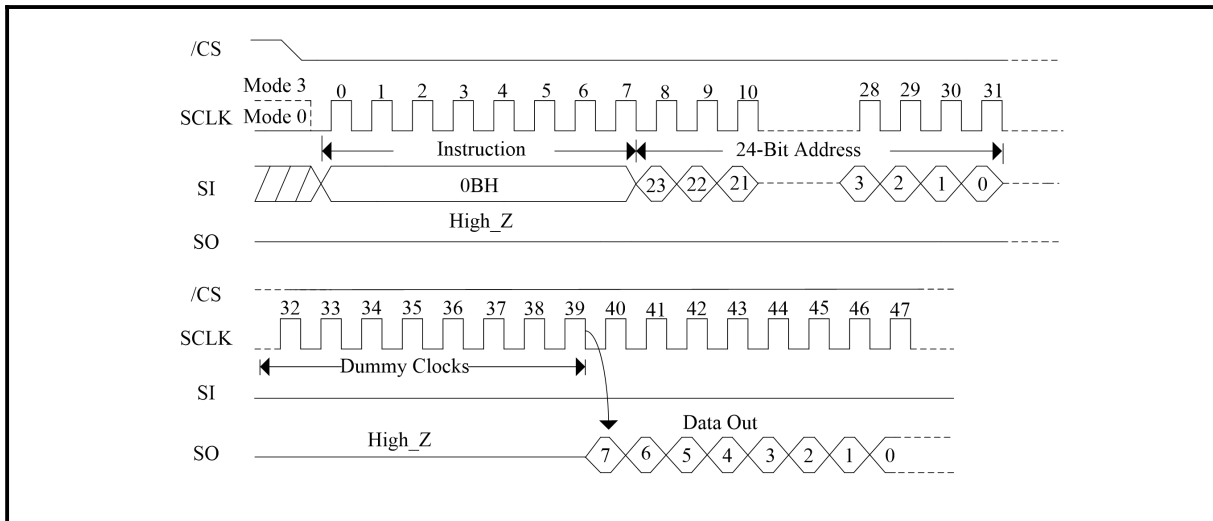 /CS
Mode 3
0 1 2 3 4 5 6 7 8 9 10 28 29 30 31
SCLK
Mode 0
Instruction 24-Bit Address
SI
0BH 23 22 21 3 2 1 0
High_Z
SO
/CS
32 33 34 35 36 37 38 39 40 41 42 43 44 45 46 47
SCLK
Dummy Clocks
SI
Data Out
High_Z
SO
7 6 5 4 3 2 1 0